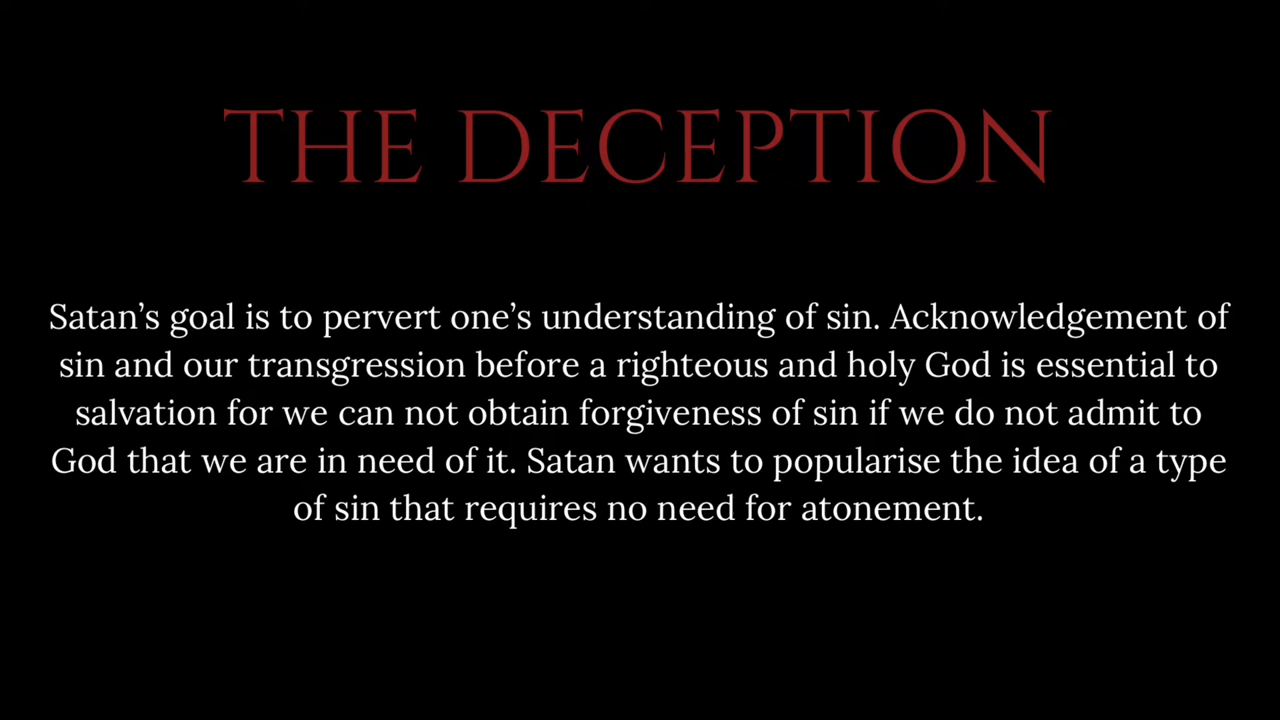 THE DECEPTION
Satan’s goal is to pervert one’s understanding of sin. Acknowledgement of
sin and our transgression before a righteous and holy God is essential to
salvation for we can not obtain forgiveness of sin if we do not admit to
God that we are in need of it. Satan wants to popularise the idea of a type
of sin that requires no need for atonement.